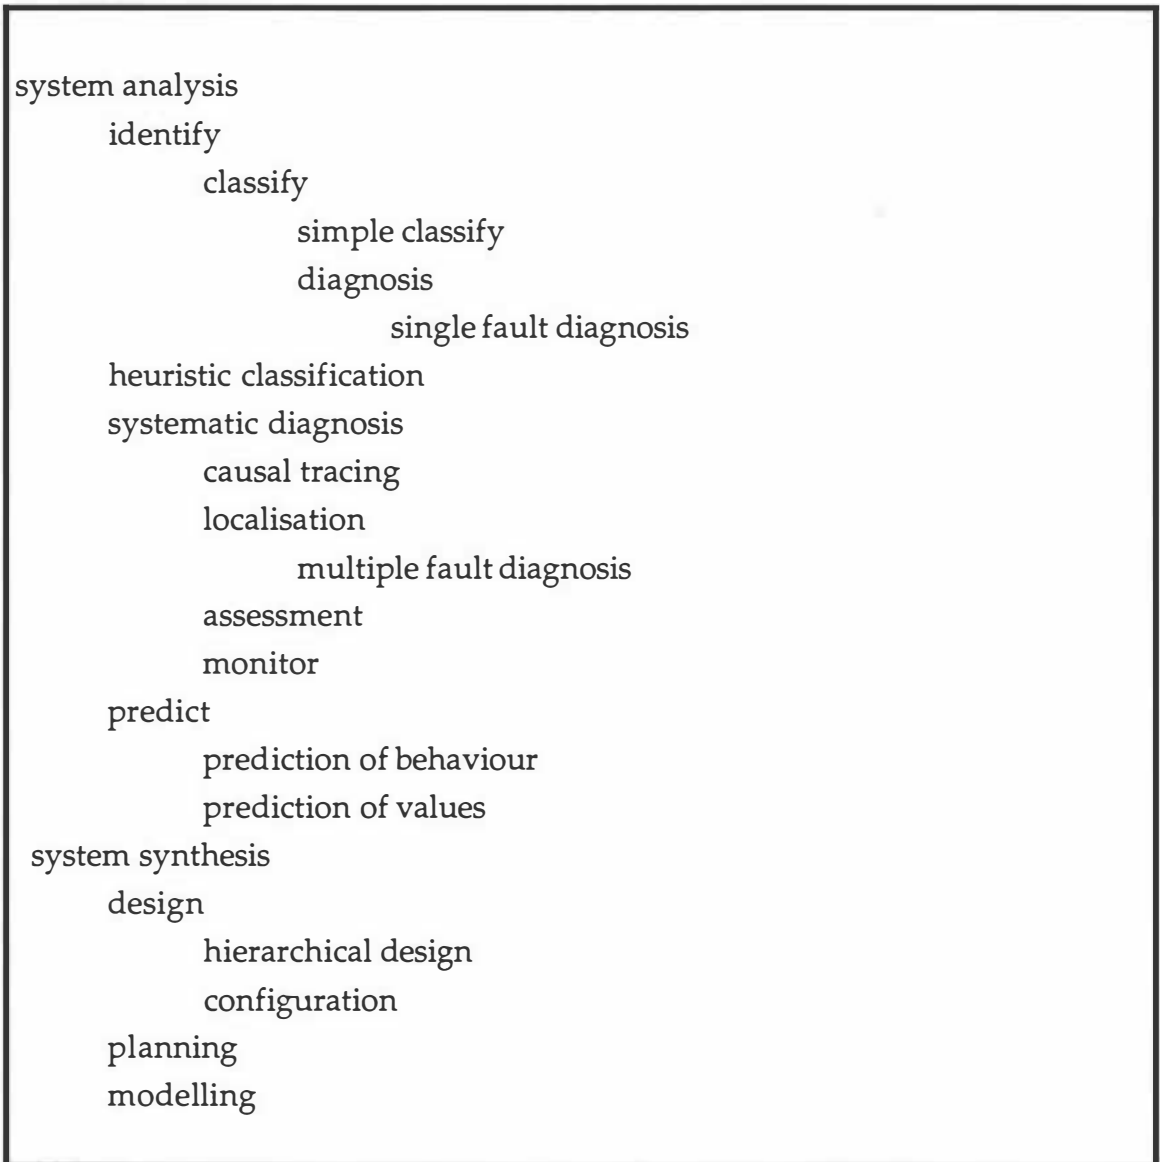 system analysis
identify
classify
simple classify
diagnosis
single fault diagnosis
heuristic classification
systematic diagnosis
causal tracing
localisation
multiple fault diagnosis
assessment
monitor
predict
prediction of behaviour
prediction of values
system synthesis
design
hierarchical design
configuration
planning
modelling